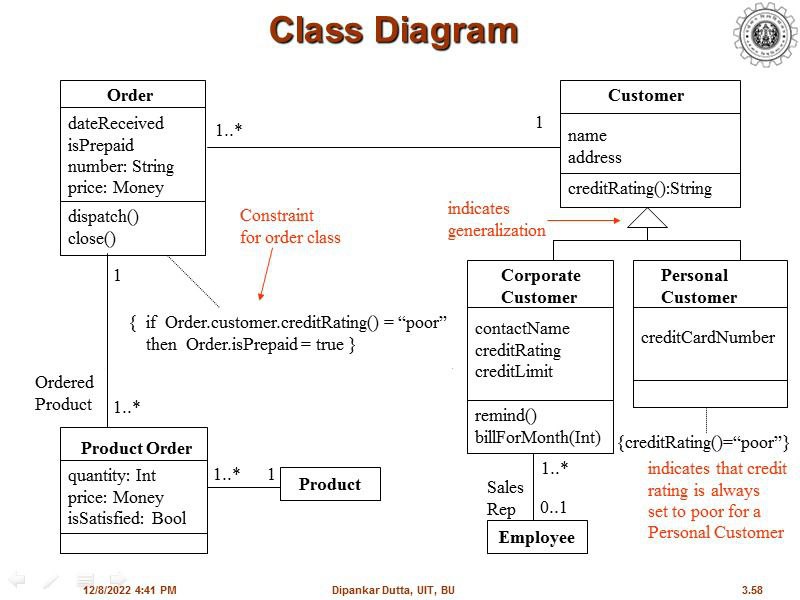 Class Diagram
Order
dateReceived
isPrepaid
number: String
price: Money
dispatch()
close()
1..*
1
Customer
name
address
creditRating():String
Constraint
for order class
indicates
generalization
1
{ if Order.customer.creditRating() = “poor”
then Order.isPrepaid = true }
Corporate
Customer
contactName
creditRating
creditLimit
remind()
billForMonth(Int)
Personal
Customer
creditCardNumber
{creditRating()=“poor”}
indicates that credit
rating is always
set to poor for a
Personal Customer
Ordered
Product
1..*
Product Order
quantity: Int
price: Money
isSatisfied: Bool
1..*
1
Product
1..*
Sales
Rep
0..1
Employee
12/8/2022 4:41 PM
Dipankar Dutta, UIT, BU
3.58